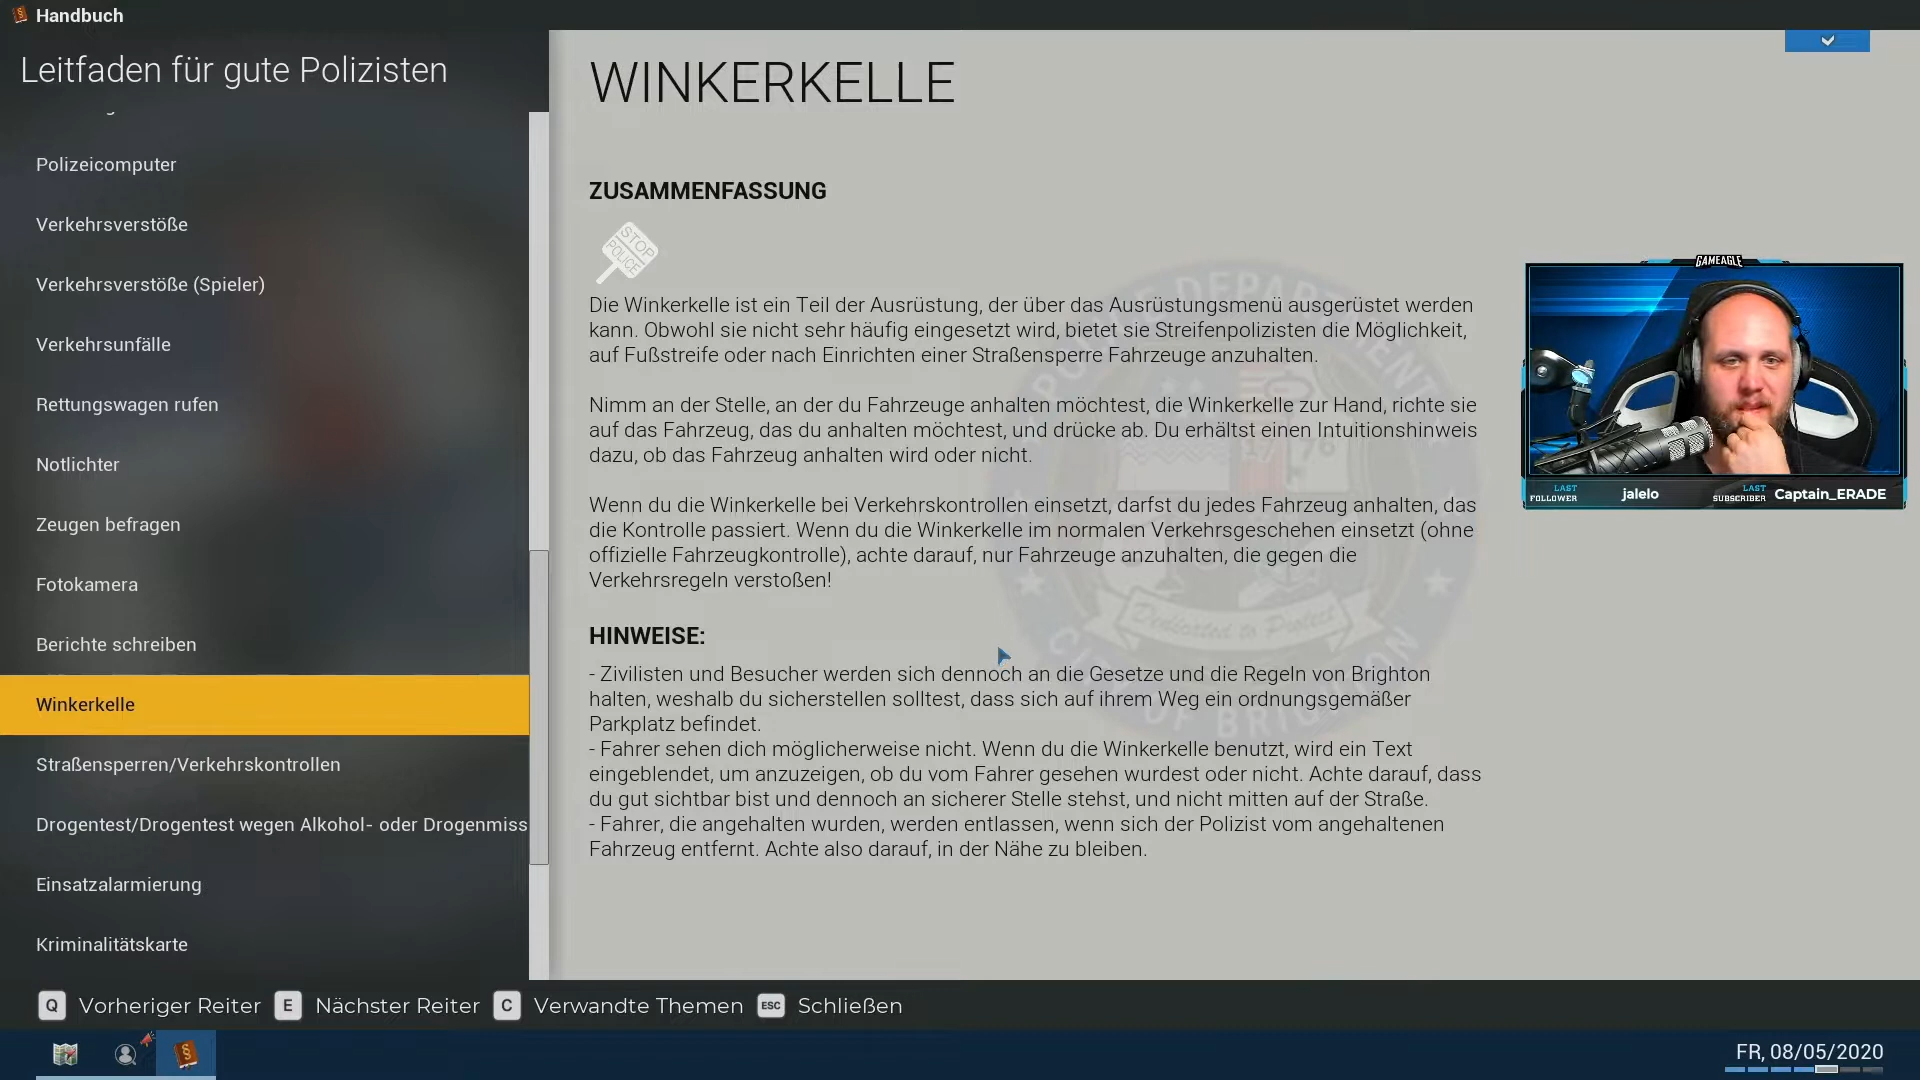 Handbuch
Leitfaden für gute Polizisten
Polizeicomputer
Verkehrsverstöße
Verkehrsverstöße (Spieler)
Verkehrsunfälle
Rettungswagen rufen
Notlichter
Zeugen befragen
Fotokamera
Berichte schreiben
Winkerkelle
Straßensperren/Verkehrskontrollen
Drogentest/Drogentest wegen Alkohol- oder Drogenmiss
Einsatzalarmierung
Kriminalitätskarte
WINKERKELLE
ZUSAMMENFASSUNG
STOP
POLICE
Die Winkerkelle ist ein Teil der Ausrüstung, der über das Ausrüstungsmenü ausgerüstet werden
kann. Obwohl sie nicht sehr häufig eingesetzt wird, bietet sie Streifenpolizisten die Möglichkeit,
auf Fußstreife oder nach Einrichten einer Straßensperre Fahrzeuge anzuhalten.
Nimm an der Stelle, an der du Fahrzeuge anhalten möchtest, die Winkerkelle zur Hand, richte sie
auf das Fahrzeug, das du anhalten möchtest, und drücke ab. Du erhältst einen Intuitionshinweis
dazu, ob das Fahrzeug anhalten wird oder nicht.
Wenn du die Winkerkelle bei Verkehrskontrollen einsetzt, darfst du jedes Fahrzeug anhalten, das
die Kontrolle passiert. Wenn du die Winkerkelle im normalen Verkehrsgeschehen einsetzt (ohne
offizielle Fahrzeugkontrolle), achte darauf, nur Fahrzeuge anzuhalten, die gegen die
Verkehrsregeln verstoßen!
HINWEISE:
- Zivilisten und Besucher werden sich dennoch an die Gesetze und die Regeln von Brighton
halten, weshalb du sicherstellen solltest, dass sich auf ihrem Weg ein ordnungsgemäßer
Parkplatz befindet.
- Fahrer sehen dich möglicherweise nicht. Wenn du die Winkerkelle benutzt, wird ein Text
eingeblendet, um anzuzeigen, ob du vom Fahrer gesehen wurdest oder nicht. Achte darauf, dass
du gut sichtbar bist und dennoch an sicherer Stelle stehst, und nicht mitten auf der Straße.
- Fahrer, die angehalten wurden, werden entlassen, wenn sich der Polizist vom angehaltenen
Fahrzeug entfernt. Achte also darauf, in der Nähe zu bleiben.
POLICE DEPARTMENT
17 76
Dedicated to Protect
CITY OF BRIGHTON
GAMEAGLE
LAST FOLLOWER jalelo LAST SUBSCRIBER Captain_ERADE
Q Vorheriger Reiter E Nächster Reiter C Verwandte Themen ESC Schließen
§
FR, 08/05/2020